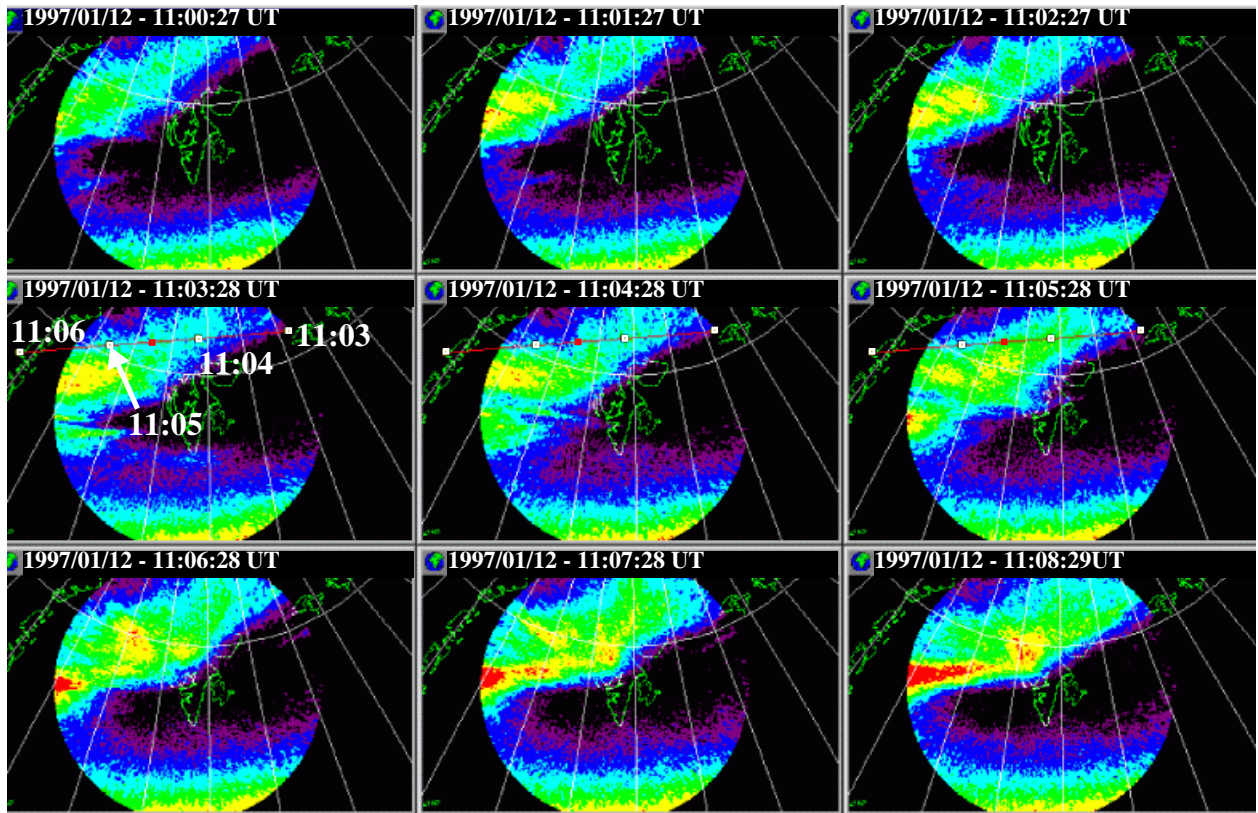 1997/01/12 - 11:00:27 UT
1997/01/12 - 11:01:27 UT
1997/01/12 - 11:02:27 UT
1997/01/12 - 11:03:28 UT
1997/01/12 - 11:04:28 UT
1997/01/12 - 11:05:28 UT
11:06
11:03
11:04
11:05
1997/01/12 - 11:06:28 UT
1997/01/12 - 11:07:28 UT
1997/01/12 - 11:08:29UT